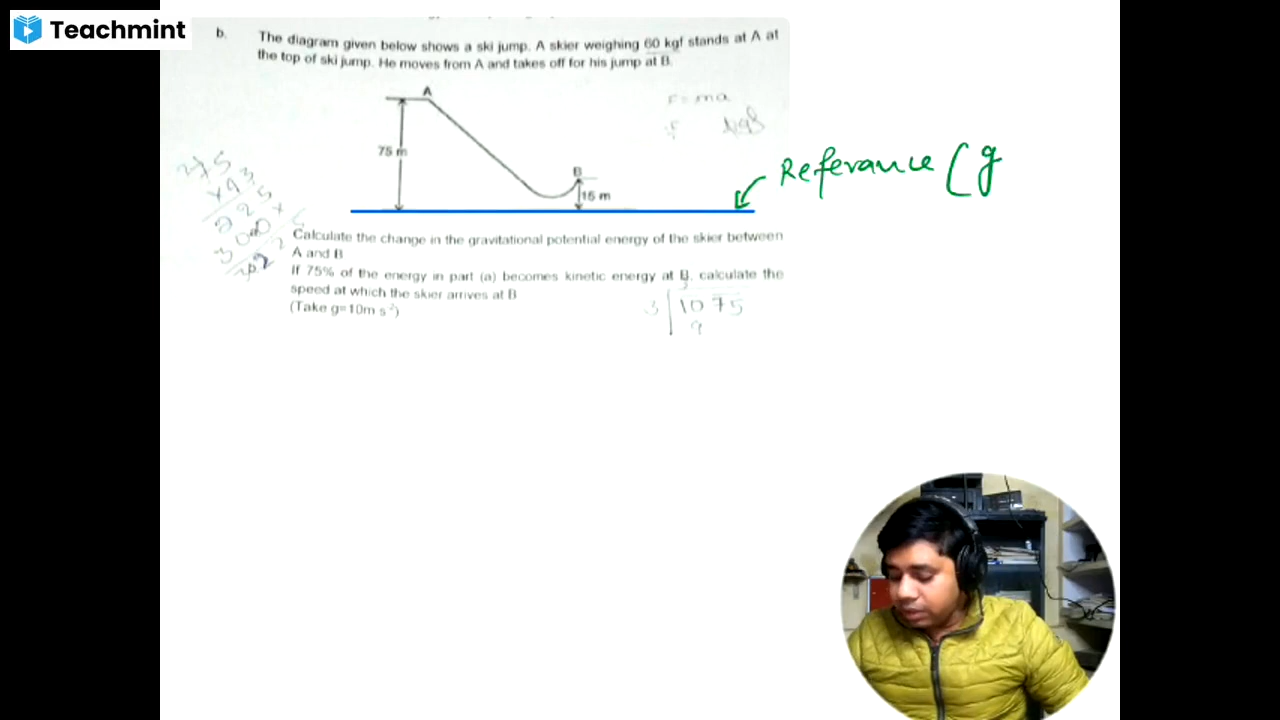 Teachmint
b. The diagram given below shows a ski jump. A skier weighing 60 kgf stands at A at
the top of ski jump. He moves from A and takes off for his jump at B.
A
F = ma
75 m
B
15 m
Referance (g
Calculate the change in the gravitational potential energy of the skier between
A and B
If 75% of the energy in part (a) becomes kinetic energy at B, calculate the
speed at which the skier arrives at B
(Take g=10m s⁻²)
3 1075
9